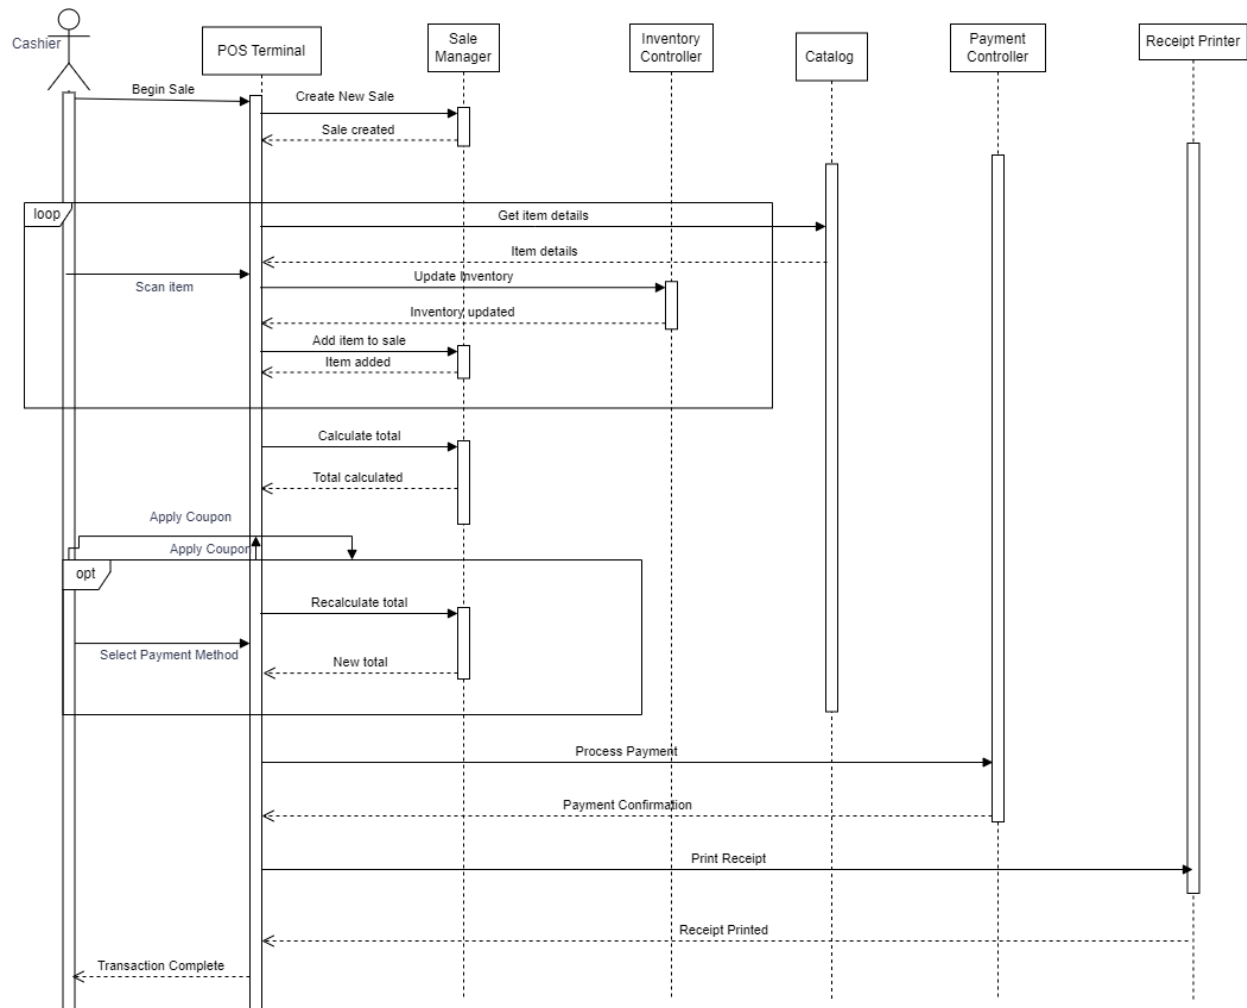 Cashier
POS Terminal
Sale
Manager
Inventory
Controller
Catalog
Payment
Controller
Receipt Printer
Begin Sale
Create New Sale
Sale created
loop
Get item details
Item details
Scan item
Update Inventory
Inventory updated
Add item to sale
Item added
Calculate total
Total calculated
Apply Coupon
Apply Coupon
opt
Recalculate total
Select Payment Method
New total
Process Payment
Payment Confirmation
Print Receipt
Receipt Printed
Transaction Complete